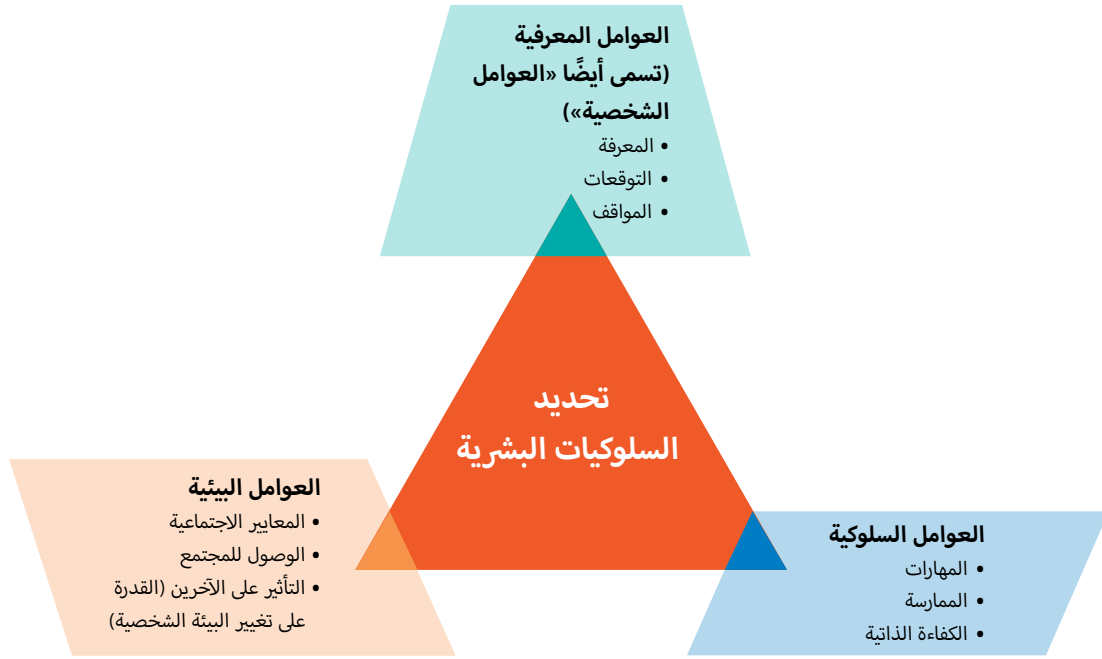 العوامل المعرفية
(تسمى أيضًا «العوامل
الشخصية»)
• المعرفة
• التوقعات
• المواقف
تحديد
السلوكيات البشرية
العوامل البيئية
• المعايير الاجتماعية
• الوصول للمجتمع
• التأثير على الآخرين (القدرة
على تغيير البيئة الشخصية)
العوامل السلوكية
• المهارات
• الممارسة
• الكفاءة الذاتية